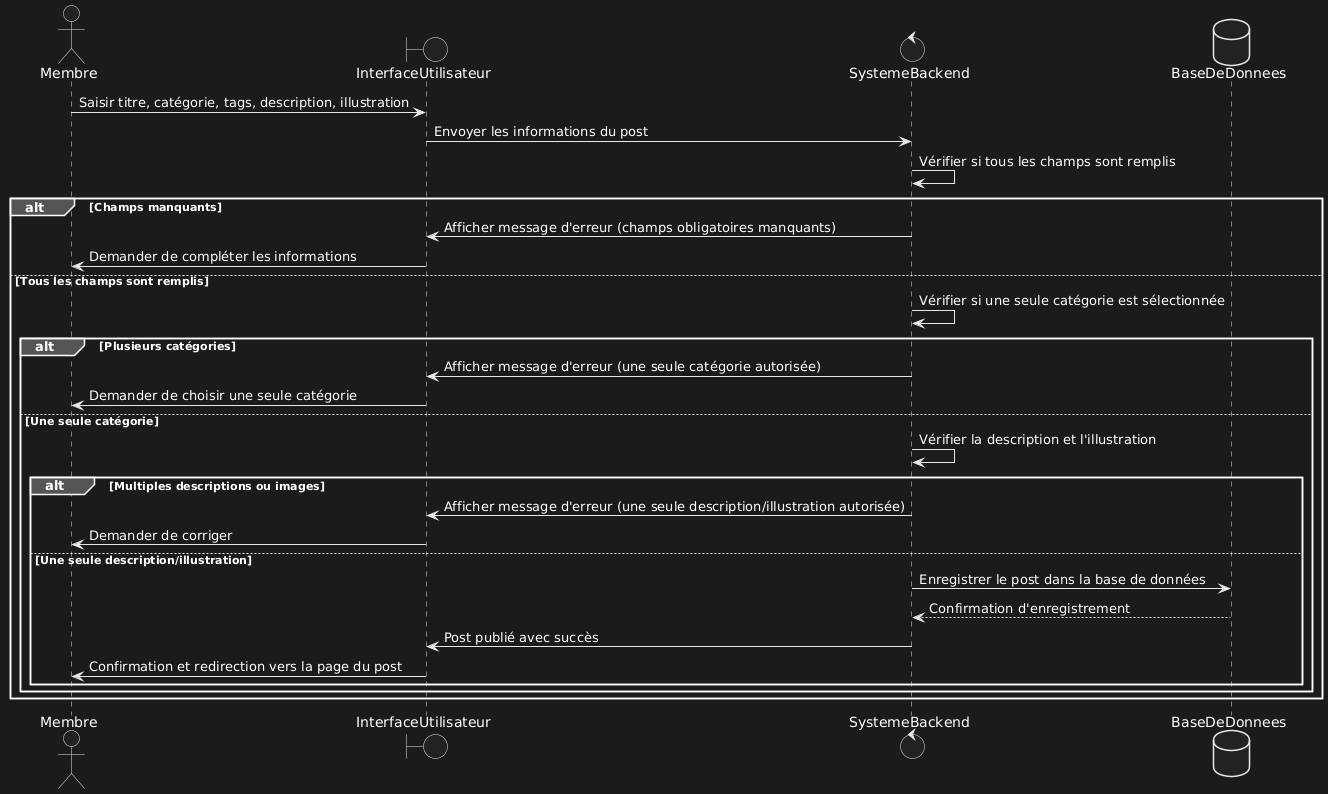 Membre
InterfaceUtilisateur
SystemeBackend
BaseDeDonnees
Saisir titre, catégorie, tags, description, illustration
Envoyer les informations du post
Vérifier si tous les champs sont remplis
alt
[Champs manquants]
Afficher message d'erreur (champs obligatoires manquants)
Demander de compléter les informations
[Tous les champs sont remplis]
Vérifier si une seule catégorie est sélectionnée
alt
[Plusieurs catégories]
Afficher message d'erreur (une seule catégorie autorisée)
Demander de choisir une seule catégorie
[Une seule catégorie]
Vérifier la description et l'illustration
alt
[Multiples descriptions ou images]
Afficher message d'erreur (une seule description/illustration autorisée)
Demander de corriger
[Une seule description/illustration]
Enregistrer le post dans la base de données
Confirmation d'enregistrement
Post publié avec succès
Confirmation et redirection vers la page du post
Membre
InterfaceUtilisateur
SystemeBackend
BaseDeDonnees